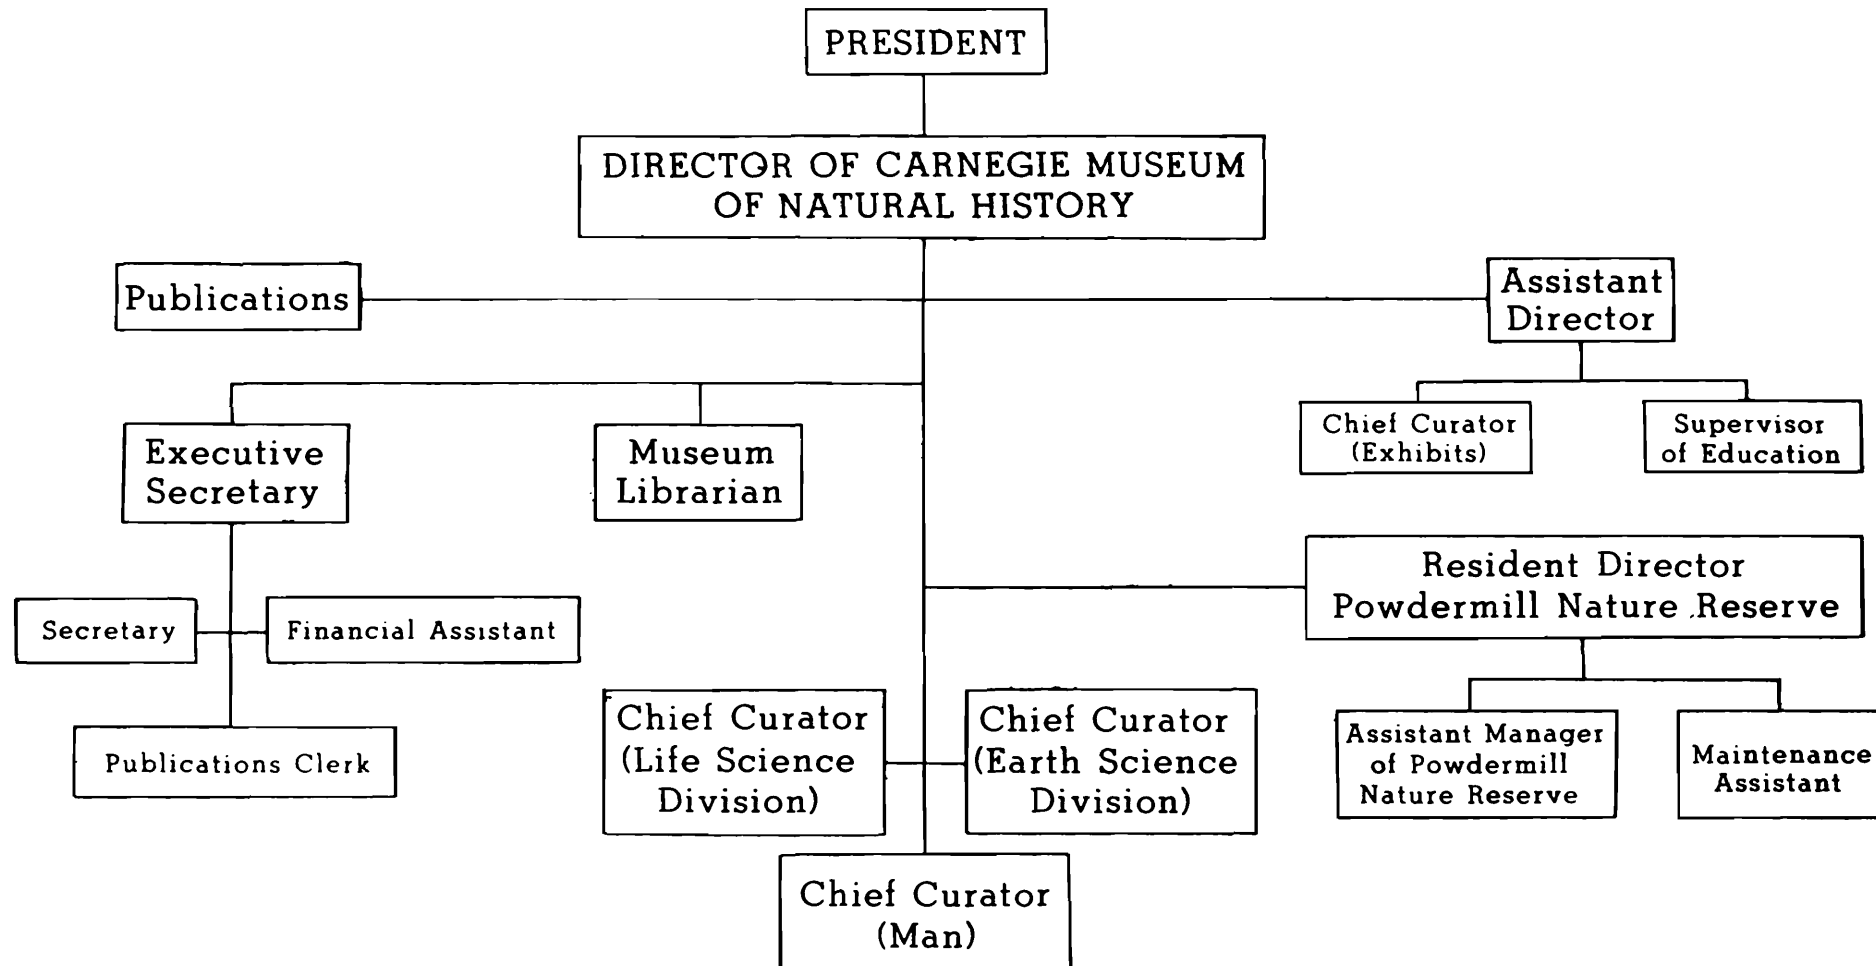 PRESIDENT
DIRECTOR OF CARNEGIE MUSEUM
OF NATURAL HISTORY
Publications
Assistant
Director
Chief Curator
(Exhibits)
Supervisor
of Education
Executive
Secretary
Museum
Librarian
Resident Director
Powdermill Nature Reserve
Secretary
Financial Assistant
Publications Clerk
Chief Curator
(Life Science
Division)
Chief Curator
(Earth Science
Division)
Assistant Manager
of Powdermill
Nature Reserve
Maintenance
Assistant
Chief Curator
(Man)